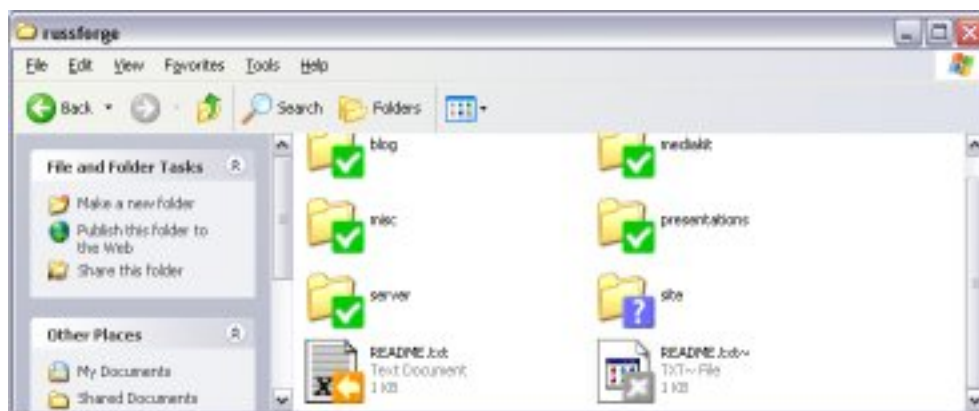 russforge
File Edit View Favorites Tools Help
Back Search Folders
File and Folder Tasks
Make a new folder
Publish this folder to
the Web
Share this folder
Other Places
My Documents
Shared Documents
blog
mediakit
misc
presentations
server
site
README.txt
Text Document
1 KB
README.txt~
TXT~ File
1 KB